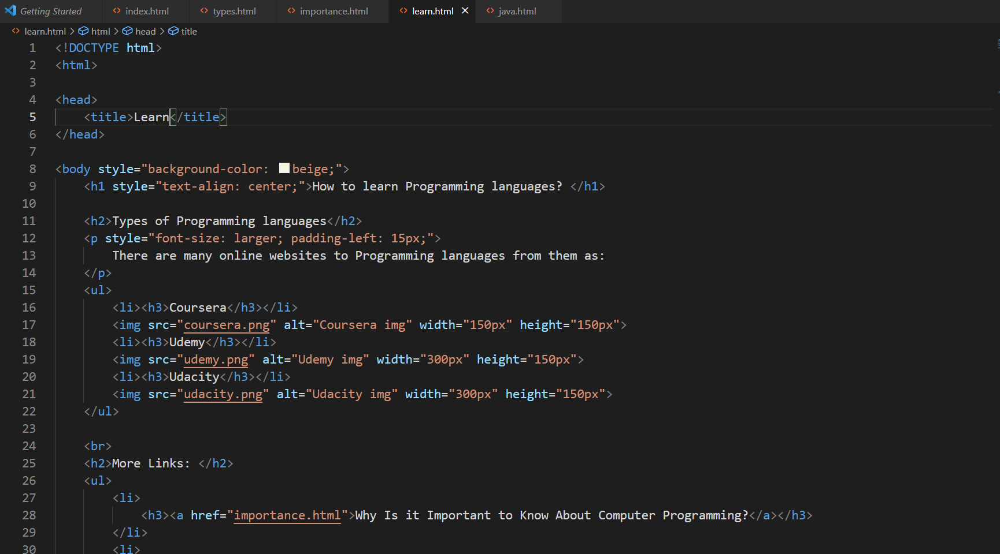 Getting Started index.html types.html importance.html learn.html java.html
learn.html > html > head > title
1 <!DOCTYPE html>
2 <html>
3
4 <head>
5 <title>Learn</title>
6 </head>
7
8 <body style="background-color: beige;">
9 <h1 style="text-align: center;">How to learn Programming languages? </h1>
10
11 <h2>Types of Programming languages</h2>
12 <p style="font-size: larger; padding-left: 15px;">
13 There are many online websites to Programming languages from them as:
14 </p>
15 <ul>
16 <li><h3>Coursera</h3></li>
17 <img src="coursera.png" alt="Coursera img" width="150px" height="150px">
18 <li><h3>Udemy</h3></li>
19 <img src="udemy.png" alt="Udemy img" width="300px" height="150px">
20 <li><h3>Udacity</h3></li>
21 <img src="udacity.png" alt="Udacity img" width="300px" height="150px">
22 </ul>
23
24 <br>
25 <h2>More Links: </h2>
26 <ul>
27 <li>
28 <h3><a href="importance.html">Why Is it Important to Know About Computer Programming?</a></h3>
29 </li>
30 <li>